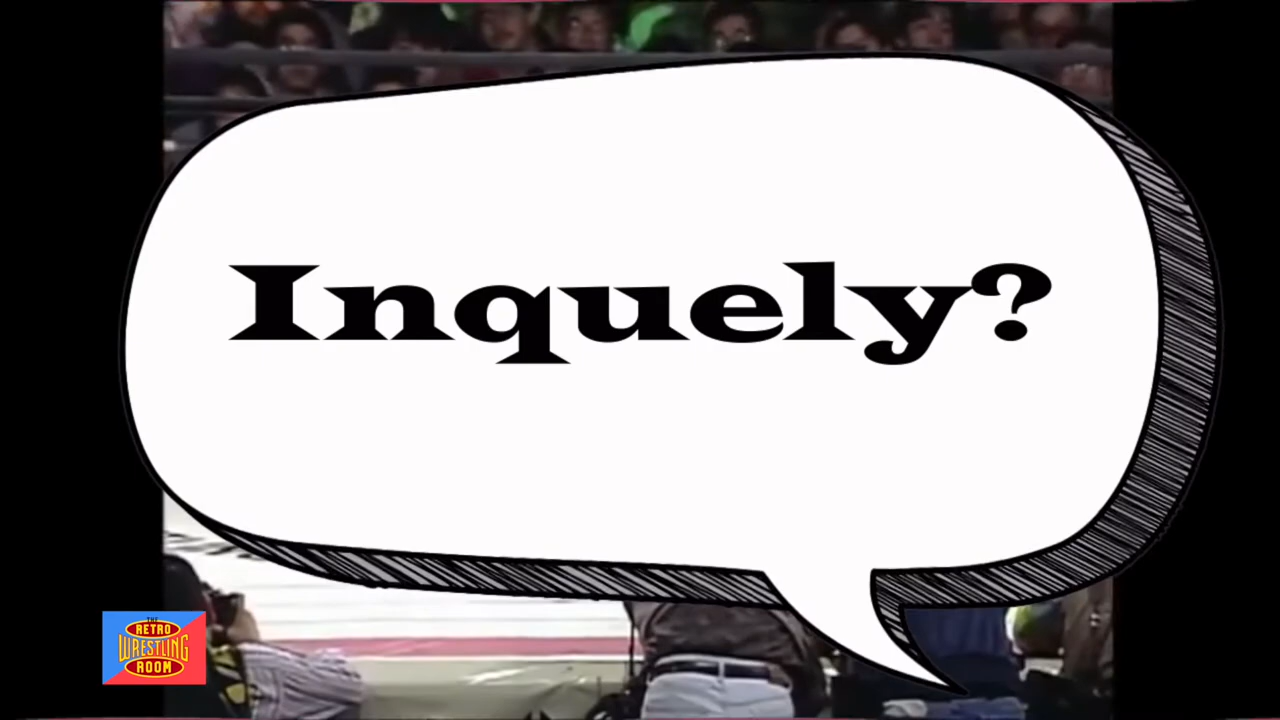 Inquely?
THE
RETRO
WRESTLING
ROOM